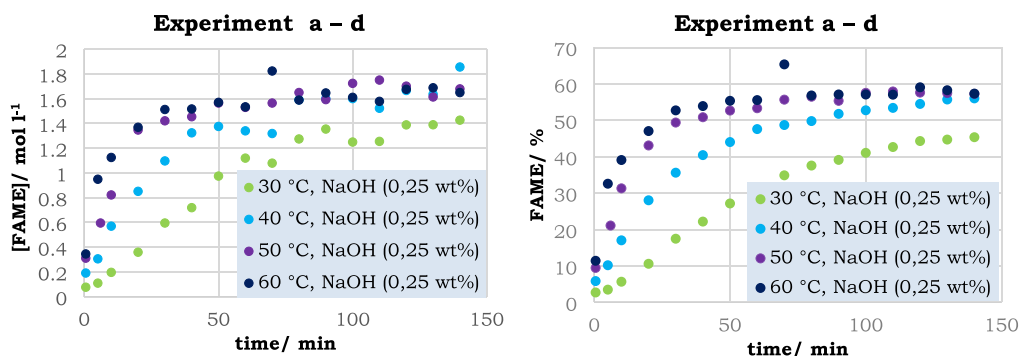 Experiment a – d
[FAME]/ mol 1-1
2
1.8
1.6
1.4
1.2
1
0.8
0.6
0.4
0.2
0
0
50
100
150
time/ min
30 °C, NaOH (0,25 wt%)
40 °C, NaOH (0,25 wt%)
50 °C, NaOH (0,25 wt%)
60 °C, NaOH (0,25 wt%)
Experiment a – d
FAME/ %
70
60
50
40
30
20
10
0
0
50
100
150
time/ min
30 °C, NaOH (0,25 wt%)
40 °C, NaOH (0,25 wt%)
50 °C, NaOH (0,25 wt%)
60 °C, NaOH (0,25 wt%)